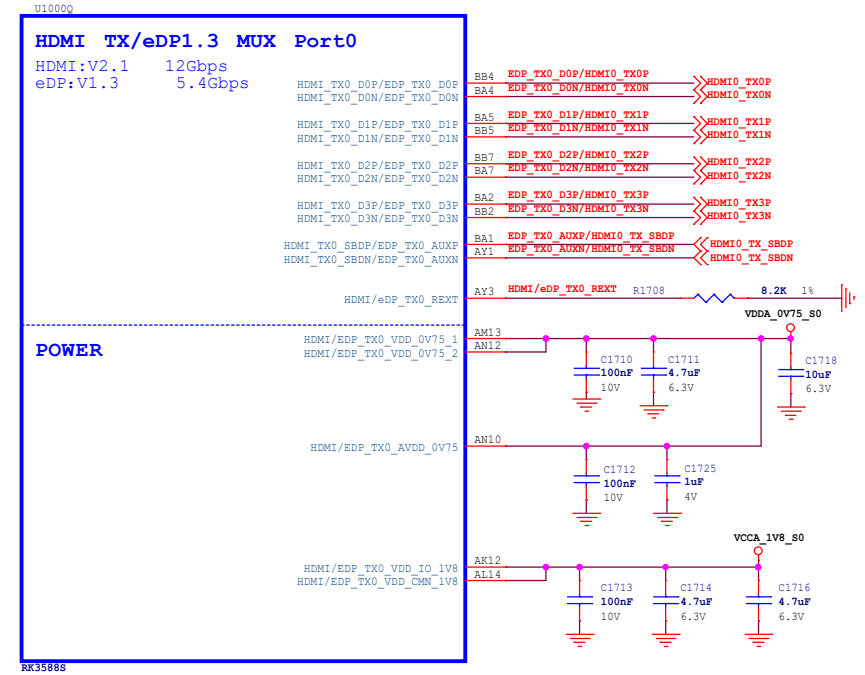 U1000Q
HDMI TX/eDP1.3 MUX Port0
HDMI:V2.1 12Gbps
eDP:V1.3 5.4Gbps
HDMI_TX0_D0P/EDP_TX0_D0P BB4 EDP_TX0_D0P/HDMI0_TX0P HDMI0_TX0P
HDMI_TX0_D0N/EDP_TX0_D0N BA4 EDP_TX0_D0N/HDMI0_TX0N HDMI0_TX0N
HDMI_TX0_D1P/EDP_TX0_D1P BA5 EDP_TX0_D1P/HDMI0_TX1P HDMI0_TX1P
HDMI_TX0_D1N/EDP_TX0_D1N BB5 EDP_TX0_D1N/HDMI0_TX1N HDMI0_TX1N
HDMI_TX0_D2P/EDP_TX0_D2P BB7 EDP_TX0_D2P/HDMI0_TX2P HDMI0_TX2P
HDMI_TX0_D2N/EDP_TX0_D2N BA7 EDP_TX0_D2N/HDMI0_TX2N HDMI0_TX2N
HDMI_TX0_D3P/EDP_TX0_D3P BA2 EDP_TX0_D3P/HDMI0_TX3P HDMI0_TX3P
HDMI_TX0_D3N/EDP_TX0_D3N BB2 EDP_TX0_D3N/HDMI0_TX3N HDMI0_TX3N
HDMI_TX0_SBDP/EDP_TX0_AUXP BA1 EDP_TX0_AUXP/HDMI0_TX_SBDP HDMI0_TX_SBDP
HDMI_TX0_SBDN/EDP_TX0_AUXN AY1 EDP_TX0_AUXN/HDMI0_TX_SBDN HDMI0_TX_SBDN
HDMI/eDP_TX0_REXT AY3 HDMI/eDP_TX0_REXT R1708 8.2K 1%
VDDA_0V75_S0
POWER
HDMI/EDP_TX0_VDD_0V75_1 AM13
HDMI/EDP_TX0_VDD_0V75_2 AN12
C1710 C1711 C1718
100nF 4.7uF 10uF
10V 6.3V 6.3V
HDMI/EDP_TX0_AVDD_0V75 AN10
C1712 C1725
100nF 1uF
10V 4V
VCCA_1V8_S0
HDMI/EDP_TX0_VDD_IO_1V8 AK12
HDMI/EDP_TX0_VDD_CMN_1V8 AL14
C1713 C1714 C1716
100nF 4.7uF 4.7uF
10V 6.3V 6.3V
RK3588S